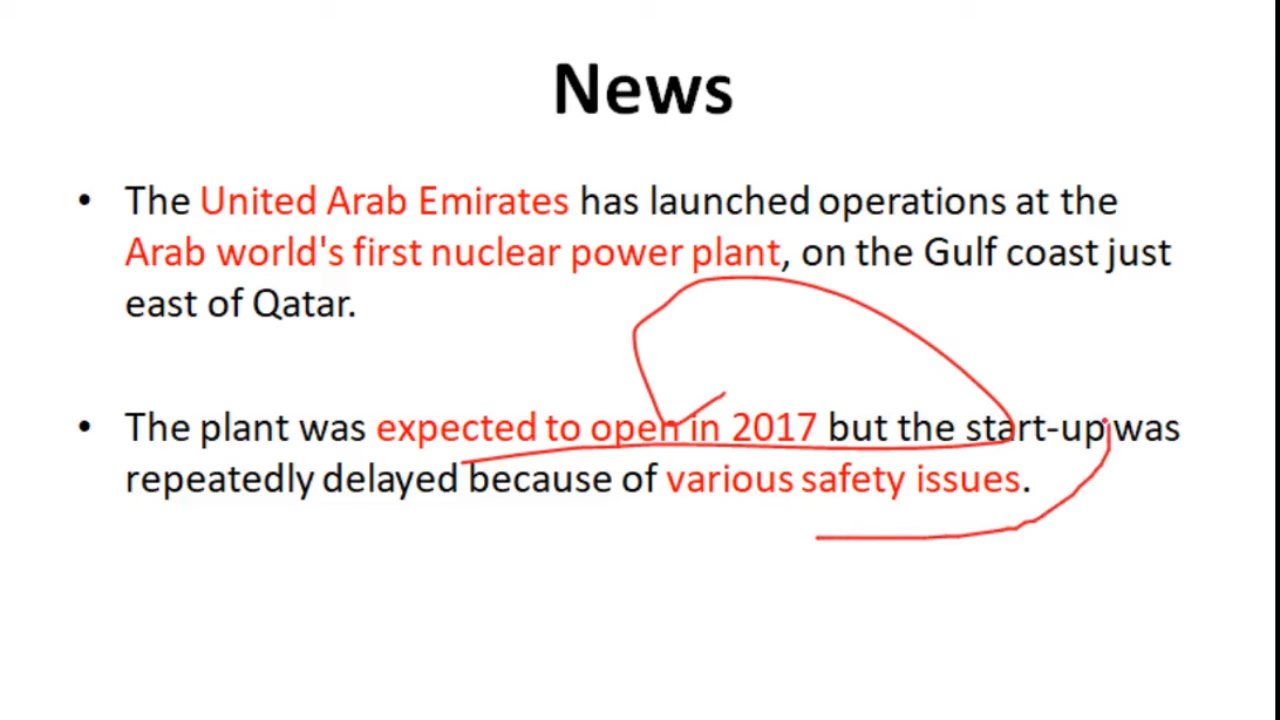 News
• The United Arab Emirates has launched operations at the
Arab world's first nuclear power plant, on the Gulf coast just
east of Qatar.
• The plant was expected to open in 2017 but the start-up was
repeatedly delayed because of various safety issues.